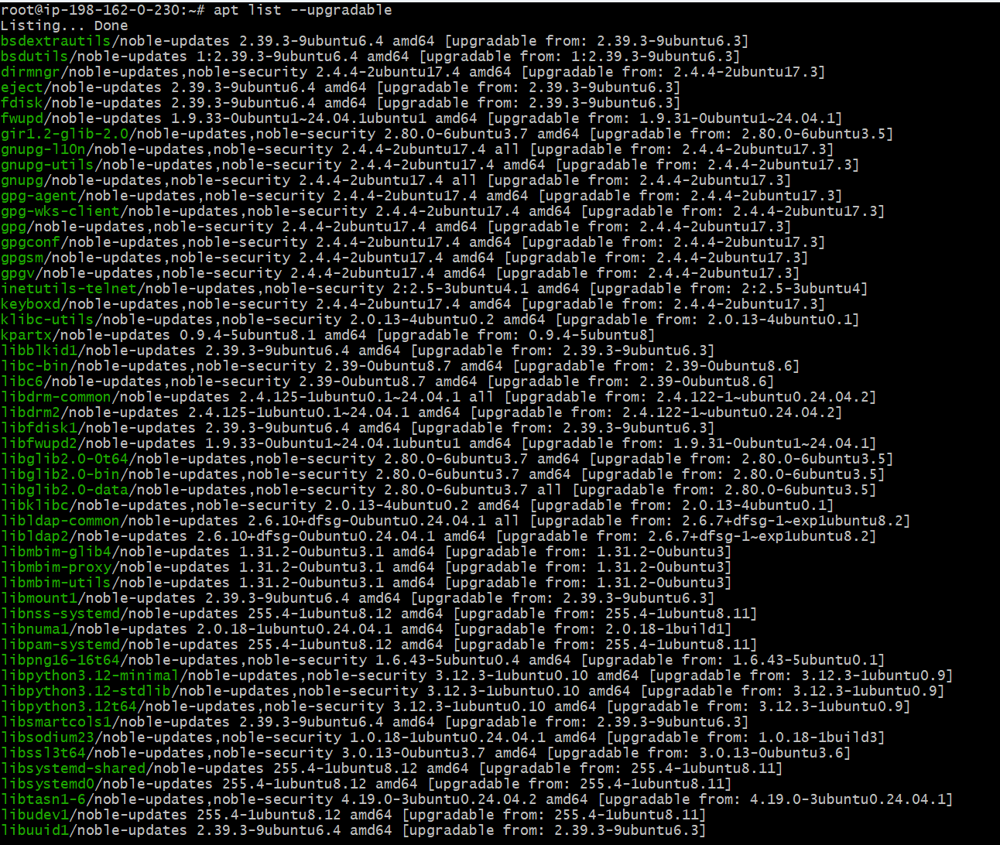 root@ip-198-162-0-230:~# apt list --upgradable
Listing... Done
bsdextrautils/noble-updates 2.39.3-9ubuntu6.4 amd64 [upgradable from: 2.39.3-9ubuntu6.3]
bsdutils/noble-updates 1:2.39.3-9ubuntu6.4 amd64 [upgradable from: 1:2.39.3-9ubuntu6.3]
dirmngr/noble-updates,noble-security 2.4.4-2ubuntu17.4 amd64 [upgradable from: 2.4.4-2ubuntu17.3]
eject/noble-updates 2.39.3-9ubuntu6.4 amd64 [upgradable from: 2.39.3-9ubuntu6.3]
fdisk/noble-updates 2.39.3-9ubuntu6.4 amd64 [upgradable from: 2.39.3-9ubuntu6.3]
fwupd/noble-updates 1.9.33-0ubuntu1~24.04.1ubuntu1 amd64 [upgradable from: 1.9.31-0ubuntu1~24.04.1]
gir1.2-glib-2.0/noble-updates,noble-security 2.80.0-6ubuntu3.7 amd64 [upgradable from: 2.80.0-6ubuntu3.5]
gnupg-l10n/noble-updates,noble-security 2.4.4-2ubuntu17.4 all [upgradable from: 2.4.4-2ubuntu17.3]
gnupg-utils/noble-updates,noble-security 2.4.4-2ubuntu17.4 amd64 [upgradable from: 2.4.4-2ubuntu17.3]
gnupg/noble-updates,noble-security 2.4.4-2ubuntu17.4 all [upgradable from: 2.4.4-2ubuntu17.3]
gpg-agent/noble-updates,noble-security 2.4.4-2ubuntu17.4 amd64 [upgradable from: 2.4.4-2ubuntu17.3]
gpg-wks-client/noble-updates,noble-security 2.4.4-2ubuntu17.4 amd64 [upgradable from: 2.4.4-2ubuntu17.3]
gpg/noble-updates,noble-security 2.4.4-2ubuntu17.4 amd64 [upgradable from: 2.4.4-2ubuntu17.3]
gpgconf/noble-updates,noble-security 2.4.4-2ubuntu17.4 amd64 [upgradable from: 2.4.4-2ubuntu17.3]
gpgsm/noble-updates,noble-security 2.4.4-2ubuntu17.4 amd64 [upgradable from: 2.4.4-2ubuntu17.3]
gpgv/noble-updates,noble-security 2.4.4-2ubuntu17.4 amd64 [upgradable from: 2.4.4-2ubuntu17.3]
inetutils-telnet/noble-updates,noble-security 2:2.5-3ubuntu4.1 amd64 [upgradable from: 2:2.5-3ubuntu4]
keyboxd/noble-updates,noble-security 2.4.4-2ubuntu17.4 amd64 [upgradable from: 2.4.4-2ubuntu17.3]
klibc-utils/noble-updates,noble-security 2.0.13-4ubuntu0.2 amd64 [upgradable from: 2.0.13-4ubuntu0.1]
kpartx/noble-updates 0.9.4-5ubuntu8.1 amd64 [upgradable from: 0.9.4-5ubuntu8]
libblkid1/noble-updates 2.39.3-9ubuntu6.4 amd64 [upgradable from: 2.39.3-9ubuntu6.3]
libc-bin/noble-updates,noble-security 2.39-0ubuntu8.7 amd64 [upgradable from: 2.39-0ubuntu8.6]
libc6/noble-updates,noble-security 2.39-0ubuntu8.7 amd64 [upgradable from: 2.39-0ubuntu8.6]
libdrm-common/noble-updates 2.4.125-1ubuntu0.1~24.04.1 all [upgradable from: 2.4.122-1~ubuntu0.24.04.2]
libdrm2/noble-updates 2.4.125-1ubuntu0.1~24.04.1 amd64 [upgradable from: 2.4.122-1~ubuntu0.24.04.2]
libfdisk1/noble-updates 2.39.3-9ubuntu6.4 amd64 [upgradable from: 2.39.3-9ubuntu6.3]
libfwupd2/noble-updates 1.9.33-0ubuntu1~24.04.1ubuntu1 amd64 [upgradable from: 1.9.31-0ubuntu1~24.04.1]
libglib2.0-0t64/noble-updates,noble-security 2.80.0-6ubuntu3.7 amd64 [upgradable from: 2.80.0-6ubuntu3.5]
libglib2.0-bin/noble-updates,noble-security 2.80.0-6ubuntu3.7 amd64 [upgradable from: 2.80.0-6ubuntu3.5]
libglib2.0-data/noble-updates,noble-security 2.80.0-6ubuntu3.7 all [upgradable from: 2.80.0-6ubuntu3.5]
libklibc/noble-updates,noble-security 2.0.13-4ubuntu0.2 amd64 [upgradable from: 2.0.13-4ubuntu0.1]
libldap-common/noble-updates 2.6.10+dfsg-0ubuntu0.24.04.1 all [upgradable from: 2.6.7+dfsg-1~exp1ubuntu8.2]
libldap2/noble-updates 2.6.10+dfsg-0ubuntu0.24.04.1 amd64 [upgradable from: 2.6.7+dfsg-1~exp1ubuntu8.2]
libmbim-glib4/noble-updates 1.31.2-0ubuntu3.1 amd64 [upgradable from: 1.31.2-0ubuntu3]
libmbim-proxy/noble-updates 1.31.2-0ubuntu3.1 amd64 [upgradable from: 1.31.2-0ubuntu3]
libmbim-utils/noble-updates 1.31.2-0ubuntu3.1 amd64 [upgradable from: 1.31.2-0ubuntu3]
libmount1/noble-updates 2.39.3-9ubuntu6.4 amd64 [upgradable from: 2.39.3-9ubuntu6.3]
libnss-systemd/noble-updates 255.4-1ubuntu8.12 amd64 [upgradable from: 255.4-1ubuntu8.11]
libnuma1/noble-updates 2.0.18-1ubuntu0.24.04.1 amd64 [upgradable from: 2.0.18-1build1]
libpam-systemd/noble-updates 255.4-1ubuntu8.12 amd64 [upgradable from: 255.4-1ubuntu8.11]
libpng16-16t64/noble-updates,noble-security 1.6.43-5ubuntu0.4 amd64 [upgradable from: 1.6.43-5ubuntu0.1]
libpython3.12-minimal/noble-updates,noble-security 3.12.3-1ubuntu0.10 amd64 [upgradable from: 3.12.3-1ubuntu0.9]
libpython3.12-stdlib/noble-updates,noble-security 3.12.3-1ubuntu0.10 amd64 [upgradable from: 3.12.3-1ubuntu0.9]
libpython3.12t64/noble-updates,noble-security 3.12.3-1ubuntu0.10 amd64 [upgradable from: 3.12.3-1ubuntu0.9]
libsmartcols1/noble-updates 2.39.3-9ubuntu6.4 amd64 [upgradable from: 2.39.3-9ubuntu6.3]
libsodium23/noble-updates,noble-security 1.0.18-1ubuntu0.24.04.1 amd64 [upgradable from: 1.0.18-1build3]
libssl3t64/noble-updates,noble-security 3.0.13-0ubuntu3.7 amd64 [upgradable from: 3.0.13-0ubuntu3.6]
libsystemd-shared/noble-updates 255.4-1ubuntu8.12 amd64 [upgradable from: 255.4-1ubuntu8.11]
libsystemd0/noble-updates 255.4-1ubuntu8.12 amd64 [upgradable from: 255.4-1ubuntu8.11]
libtasn1-6/noble-updates,noble-security 4.19.0-3ubuntu0.24.04.2 amd64 [upgradable from: 4.19.0-3ubuntu0.24.04.1]
libudev1/noble-updates 255.4-1ubuntu8.12 amd64 [upgradable from: 255.4-1ubuntu8.11]
libuuid1/noble-updates 2.39.3-9ubuntu6.4 amd64 [upgradable from: 2.39.3-9ubuntu6.3]